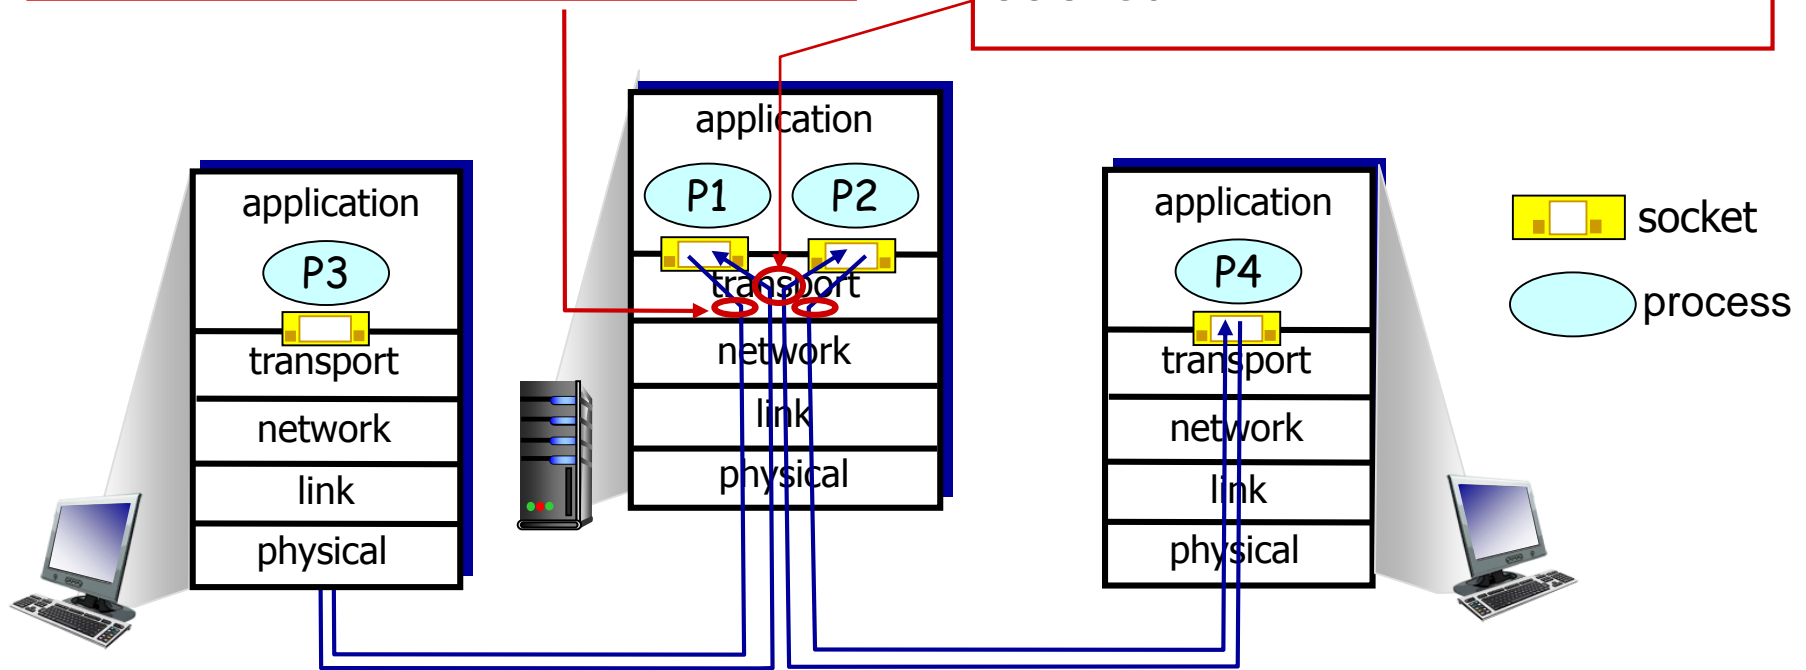 application
P1
P2
transport
network
link
physical
application
P3
transport
network
link
physical
application
P4
transport
network
link
physical
socket
process